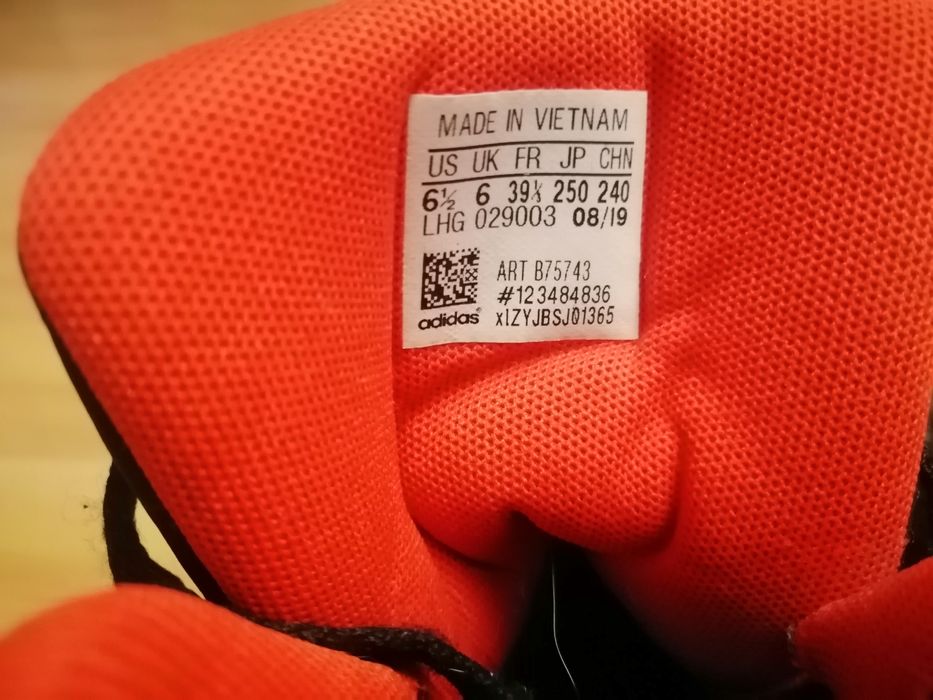 MADE IN VIETNAM
US UK FR JP CHN
6½ 6 39⅓ 250 240
LHG 029003 08/19
ART B75743
#123484836
adidas® xIZYJBSJ01365